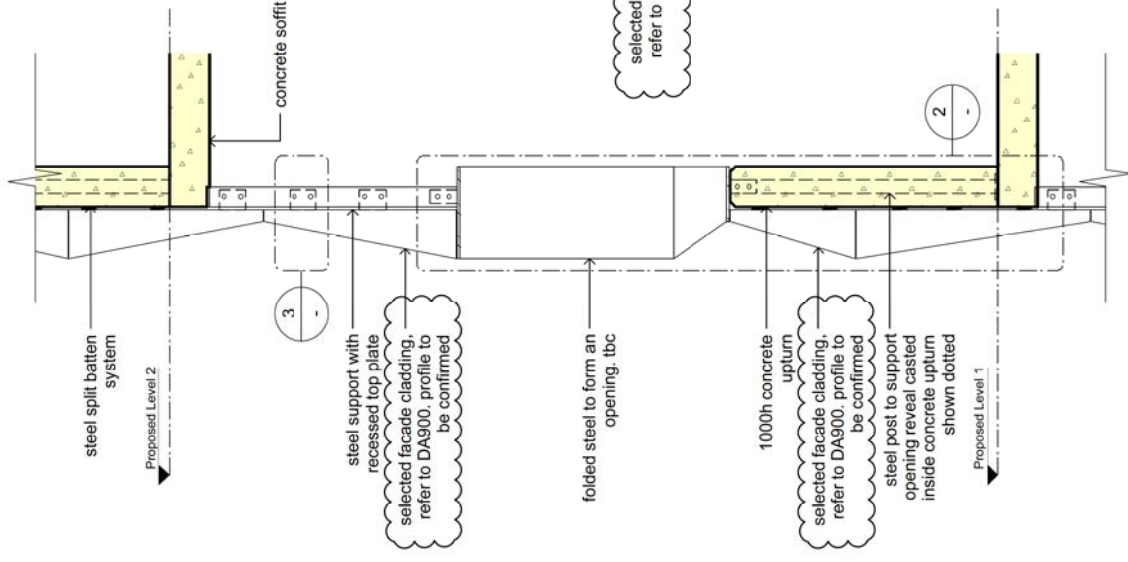 concrete soffit
selected
refer to
steel split batten
system
Proposed Level 2
2
-
3
-
steel support with
recessed top plate
selected facade cladding,
refer to DA900. profile to
be confirmed
folded steel to form an
opening. tbc
1000h concrete
upturn
selected facade cladding,
refer to DA900. profile to
be confirmed
steel post to support
opening reveal casted
inside concrete upturn
shown dotted
Proposed Level 1